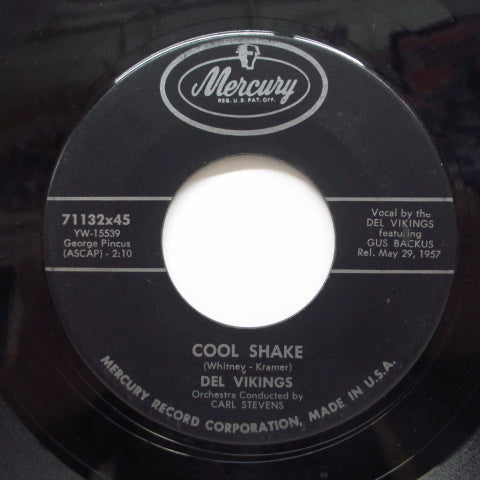 Mercury
REG. U.S. PAT. OFF.
71132x45
YW-15539
George Pincus
(ASCAP) - 2:10
Vocal by the
DEL VIKINGS
featuring
GUS BACKUS
Rel. May 29, 1957
COOL SHAKE
(Whitney - Kramer)
DEL VIKINGS
Orchestra Conducted by
CARL STEVENS
MERCURY RECORD CORPORATION, MADE IN U.S.A.